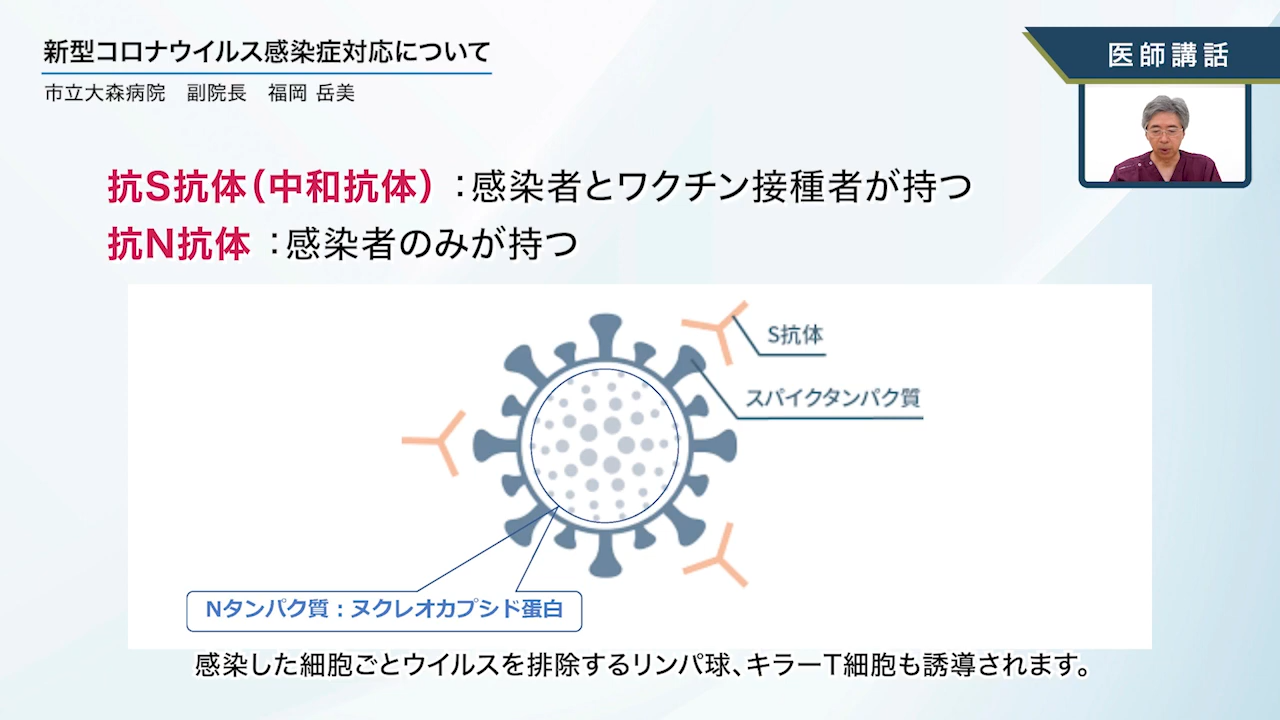 新型コロナウイルス感染症対応について
市立大森病院 副院長 福岡 岳美
医師講話
抗S抗体(中和抗体):感染者とワクチン接種者が持つ
抗N抗体:感染者のみが持つ
S抗体
スパイクタンパク質
Nタンパク質:ヌクレオカプシド蛋白
感染した細胞ごとウイルスを排除するリンパ球、キラーT細胞も誘導されます。